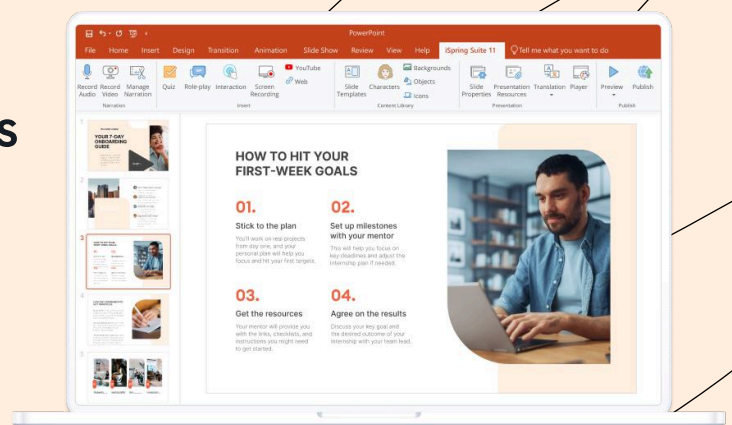 S
PowerPoint
File Home Insert Design Transition Animation Slide Show Review View Help iSpring Suite 11 Tell me what you want to do
Record Audio
Record Video
Manage Narration
Quiz
Role-play
Interaction
Screen Recording
YouTube
Web
Slide Templates
Characters
Backgrounds
Objects
Icons
Slide Properties
Presentation Resources
Translation
Player
Preview
Publish
Narration
Insert
Content Library
Presentation
Publish
1
YOUR 7-DAY
ONBOARDING
GUIDE
2
3
4
5
HOW TO HIT YOUR
FIRST-WEEK GOALS
01.
Stick to the plan
You'll work on real projects
from day one, and your
personal plan will help you
focus and hit your first targets.
02.
Set up milestones
with your mentor
This will help you focus on
key deadlines and adjust the
internship plan if needed.
03.
Get the resources
Your mentor will provide you
with the links, checklists, and
instructions you might need
to get started.
04.
Agree on the results
Discuss your key goal and
the desired outcome of your
internship with your team lead.